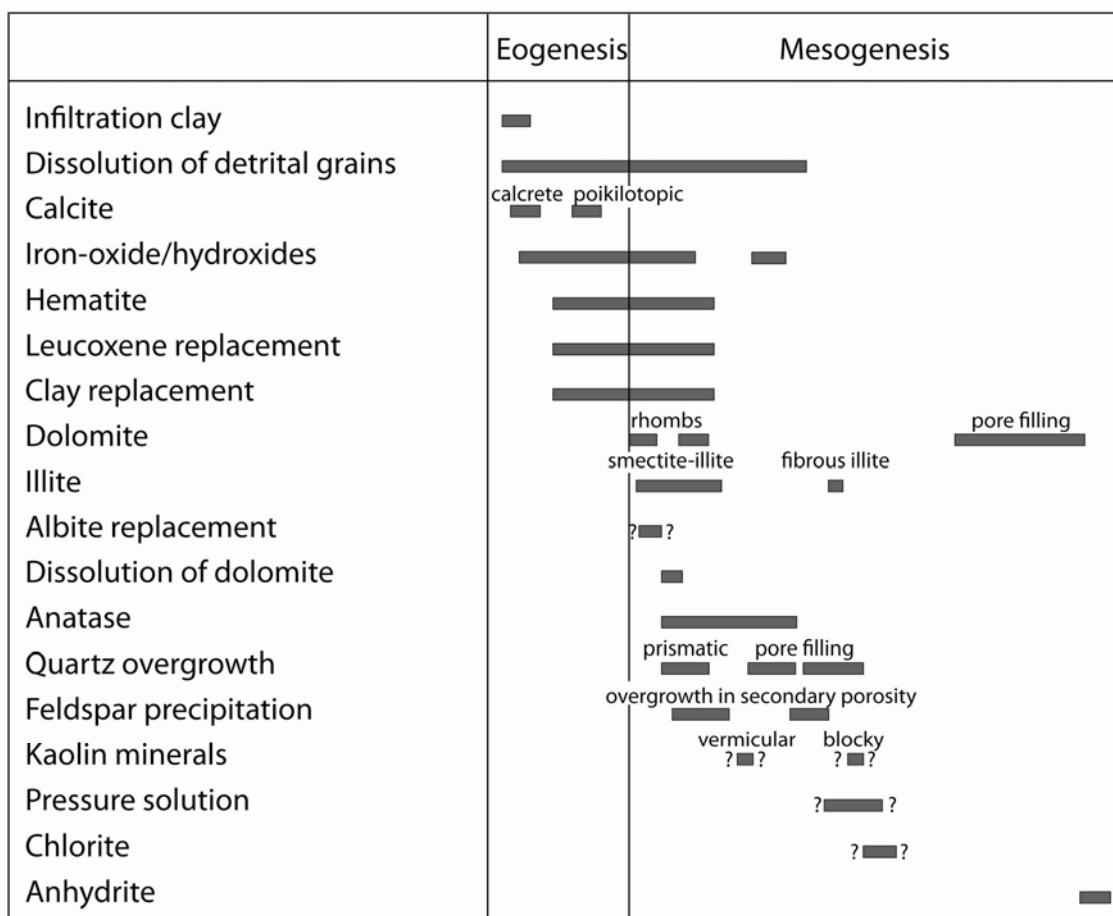 Eogenesis Mesogenesis
Infiltration clay
Dissolution of detrital grains
calcrete poikilotopic
Calcite
Iron-oxide/hydroxides
Hematite
Leucoxene replacement
Clay replacement
rhombs pore filling
Dolomite
smectite-illite fibrous illite
Illite
Albite replacement ? ?
Dissolution of dolomite
Anatase
prismatic pore filling
Quartz overgrowth
overgrowth in secondary porosity
Feldspar precipitation
vermicular blocky
Kaolin minerals ? ? ? ?
Pressure solution ? ?
Chlorite ? ?
Anhydrite